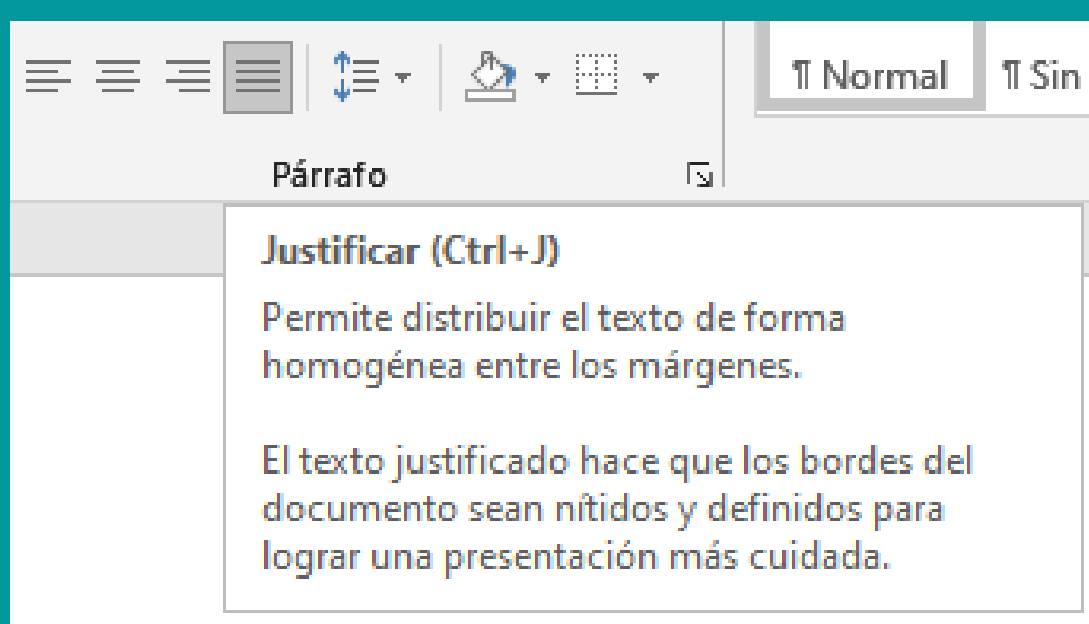 ¶ Normal ¶ Sin
Párrafo
Justificar (Ctrl+J)
Permite distribuir el texto de forma
homogénea entre los márgenes.
El texto justificado hace que los bordes del
documento sean nítidos y definidos para
lograr una presentación más cuidada.